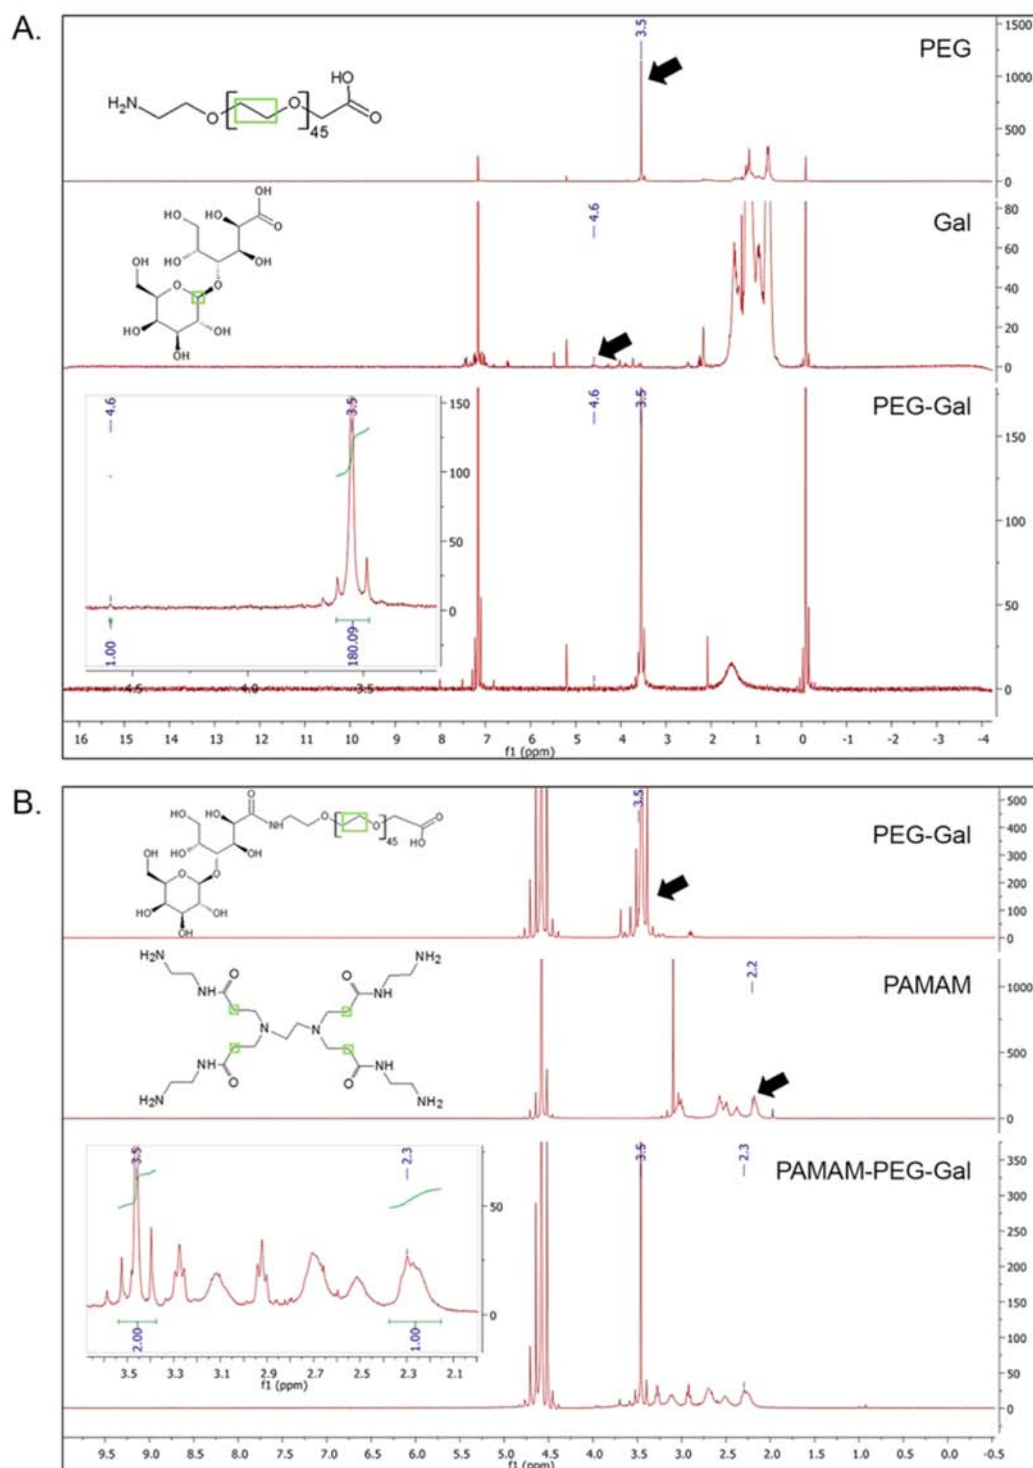 A.
PEG
3.5
1500
1000
500
0
H₂N
O
O
45
HO
O
Gal
4.6
80
60
40
20
0
OH
HO
HO
O
HO
HO
OH
OH
O
HO
O
HO
OH
OH
PEG-Gal
4.6
3.5
150
100
50
0
4.6
3.5
150
100
50
0
1.00
180.09
4.5
4.0
3.5
16 15 14 13 12 11 10 9 8 7 6 5 4 3 2 1 0 -1 -2 -3 -4
f1 (ppm)
B.
PEG-Gal
3.5
500
400
300
200
100
0
O
HO
HO
NH
O
O
45
O
OH
HO
OH
O
OH
O
HO
OH
OH
PAMAM
2.2
1000
500
0
H₂N
NH₂
NH
O
O
HN
N
N
NH
O
O
NH
H₂N
NH₂
PAMAM-PEG-Gal
3.5
2.3
350
300
250
200
150
100
50
0
3.5
2.3
50
0
2.00
1.00
3.5 3.3 3.1 2.9 2.7 2.5 2.3 2.1
f1 (ppm)
9.5 9.0 8.5 8.0 7.5 7.0 6.5 6.0 5.5 5.0 4.5 4.0 3.5 3.0 2.5 2.0 1.5 1.0 0.5 0.0 -0.5
f1 (ppm)